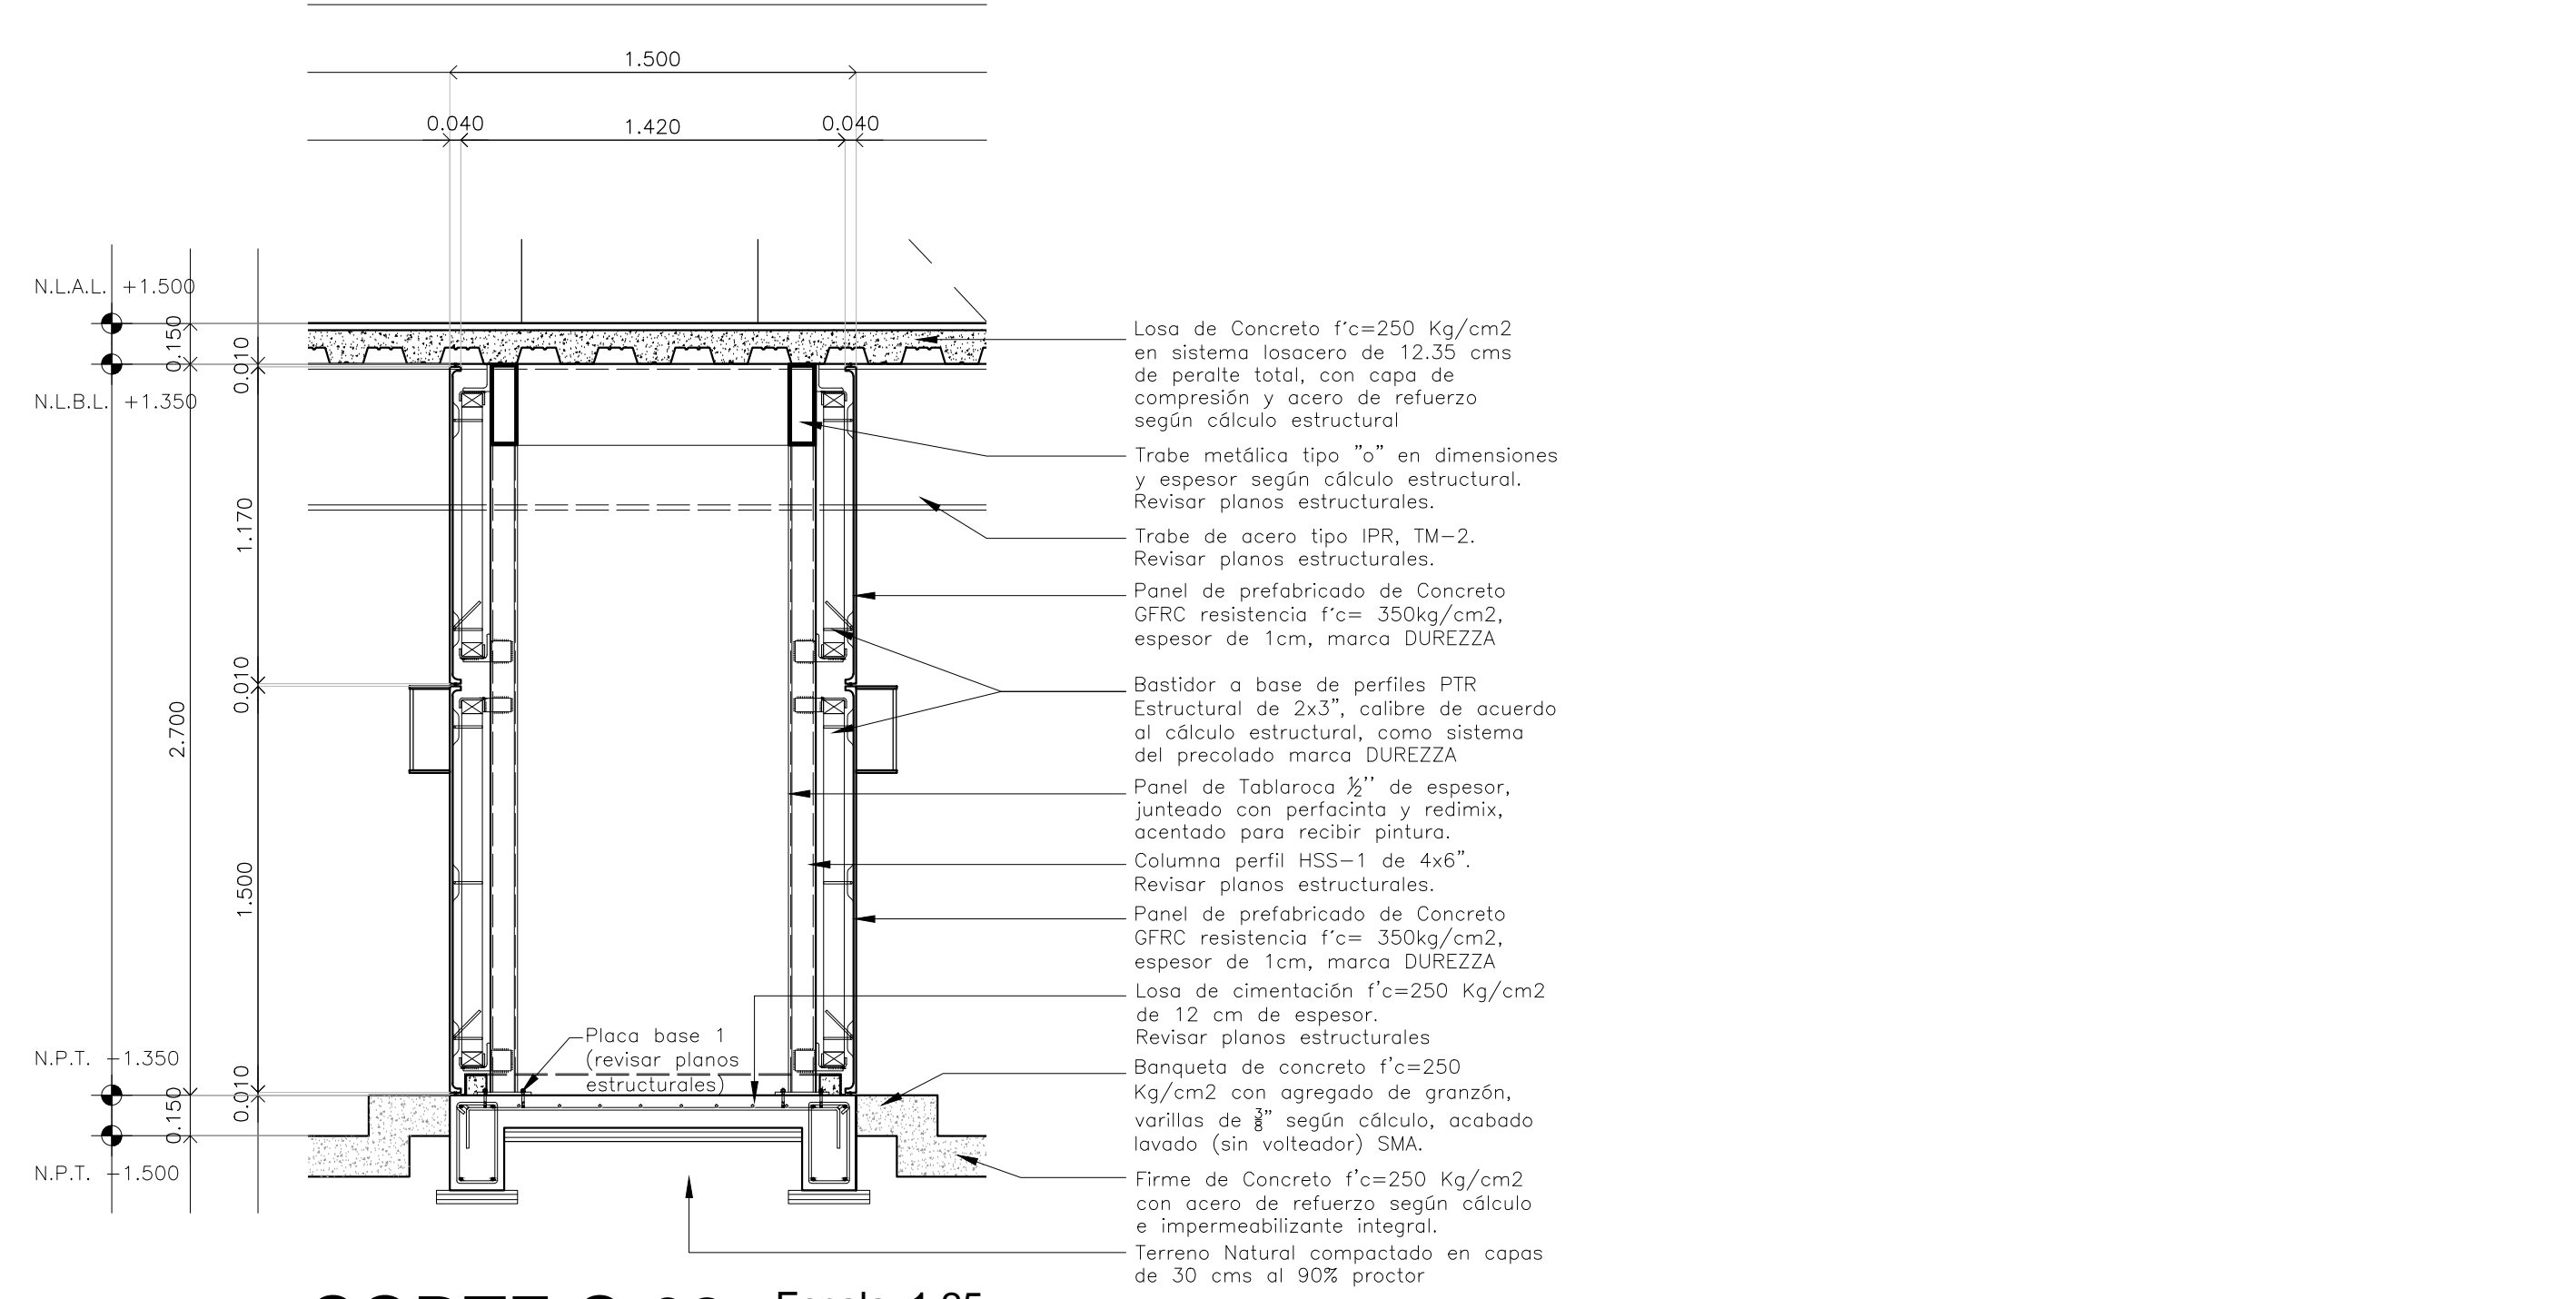 1.500
0.040
1.420
0.040
N.L.A.L. +1.500
0.150
0.010
N.L.B.L. +1.350
1.170
0.010
2.700
1.500
N.P.T. -1.350
0.010
0.150
N.P.T. -1.500
Losa de Concreto f´c=250 Kg/cm2
en sistema losacero de 12.35 cms
de peralte total, con capa de
compresión y acero de refuerzo
según cálculo estructural
Trabe metálica tipo "o" en dimensiones
y espesor según cálculo estructural.
Revisar planos estructurales.
Trabe de acero tipo IPR, TM-2.
Revisar planos estructurales.
Panel de prefabricado de Concreto
GFRC resistencia f´c= 350kg/cm2,
espesor de 1cm, marca DUREZZA
Bastidor a base de perfiles PTR
Estructural de 2x3", calibre de acuerdo
al cálculo estructural, como sistema
del precolado marca DUREZZA
Panel de Tablaroca ½'' de espesor,
junteado con perfacinta y redimix,
acentado para recibir pintura.
Columna perfil HSS-1 de 4x6".
Revisar planos estructurales.
Panel de prefabricado de Concreto
GFRC resistencia f´c= 350kg/cm2,
espesor de 1cm, marca DUREZZA
Losa de cimentación f'c=250 Kg/cm2
de 12 cm de espesor.
Revisar planos estructurales
Placa base 1
(revisar planos
estructurales)
Banqueta de concreto f'c=250
Kg/cm2 con agregado de granzón,
varillas de ⅜" según cálculo, acabado
lavado (sin volteador) SMA.
Firme de Concreto f'c=250 Kg/cm2
con acero de refuerzo según cálculo
e impermeabilizante integral.
Terreno Natural compactado en capas
de 30 cms al 90% proctor